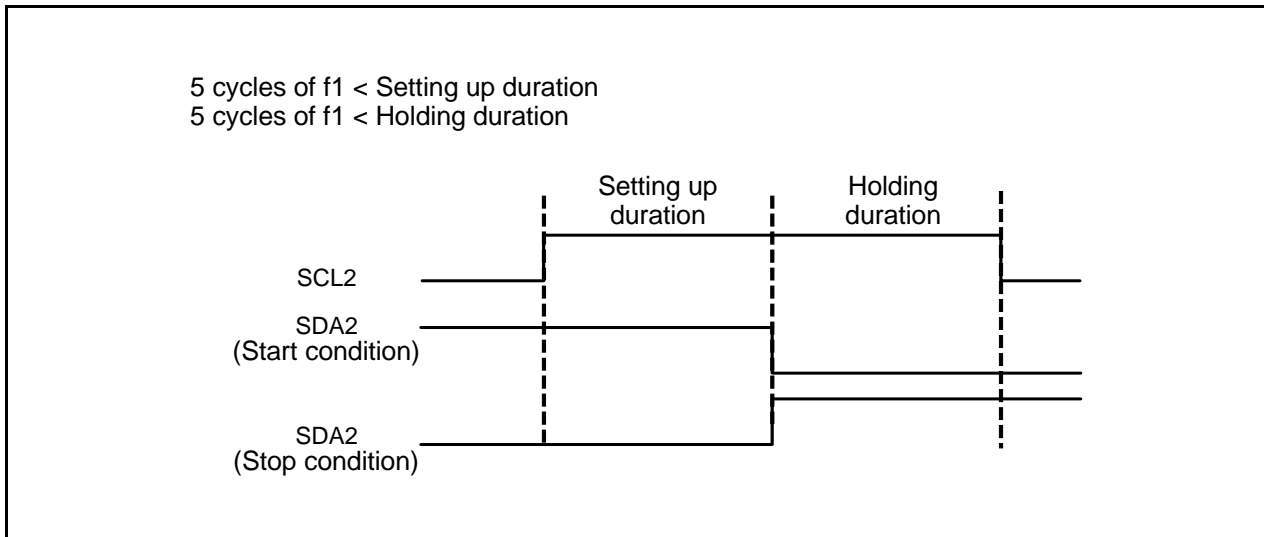 5 cycles of f1 < Setting up duration
5 cycles of f1 < Holding duration
Setting up
duration
Holding
duration
SCL2
SDA2
(Start condition)
SDA2
(Stop condition)